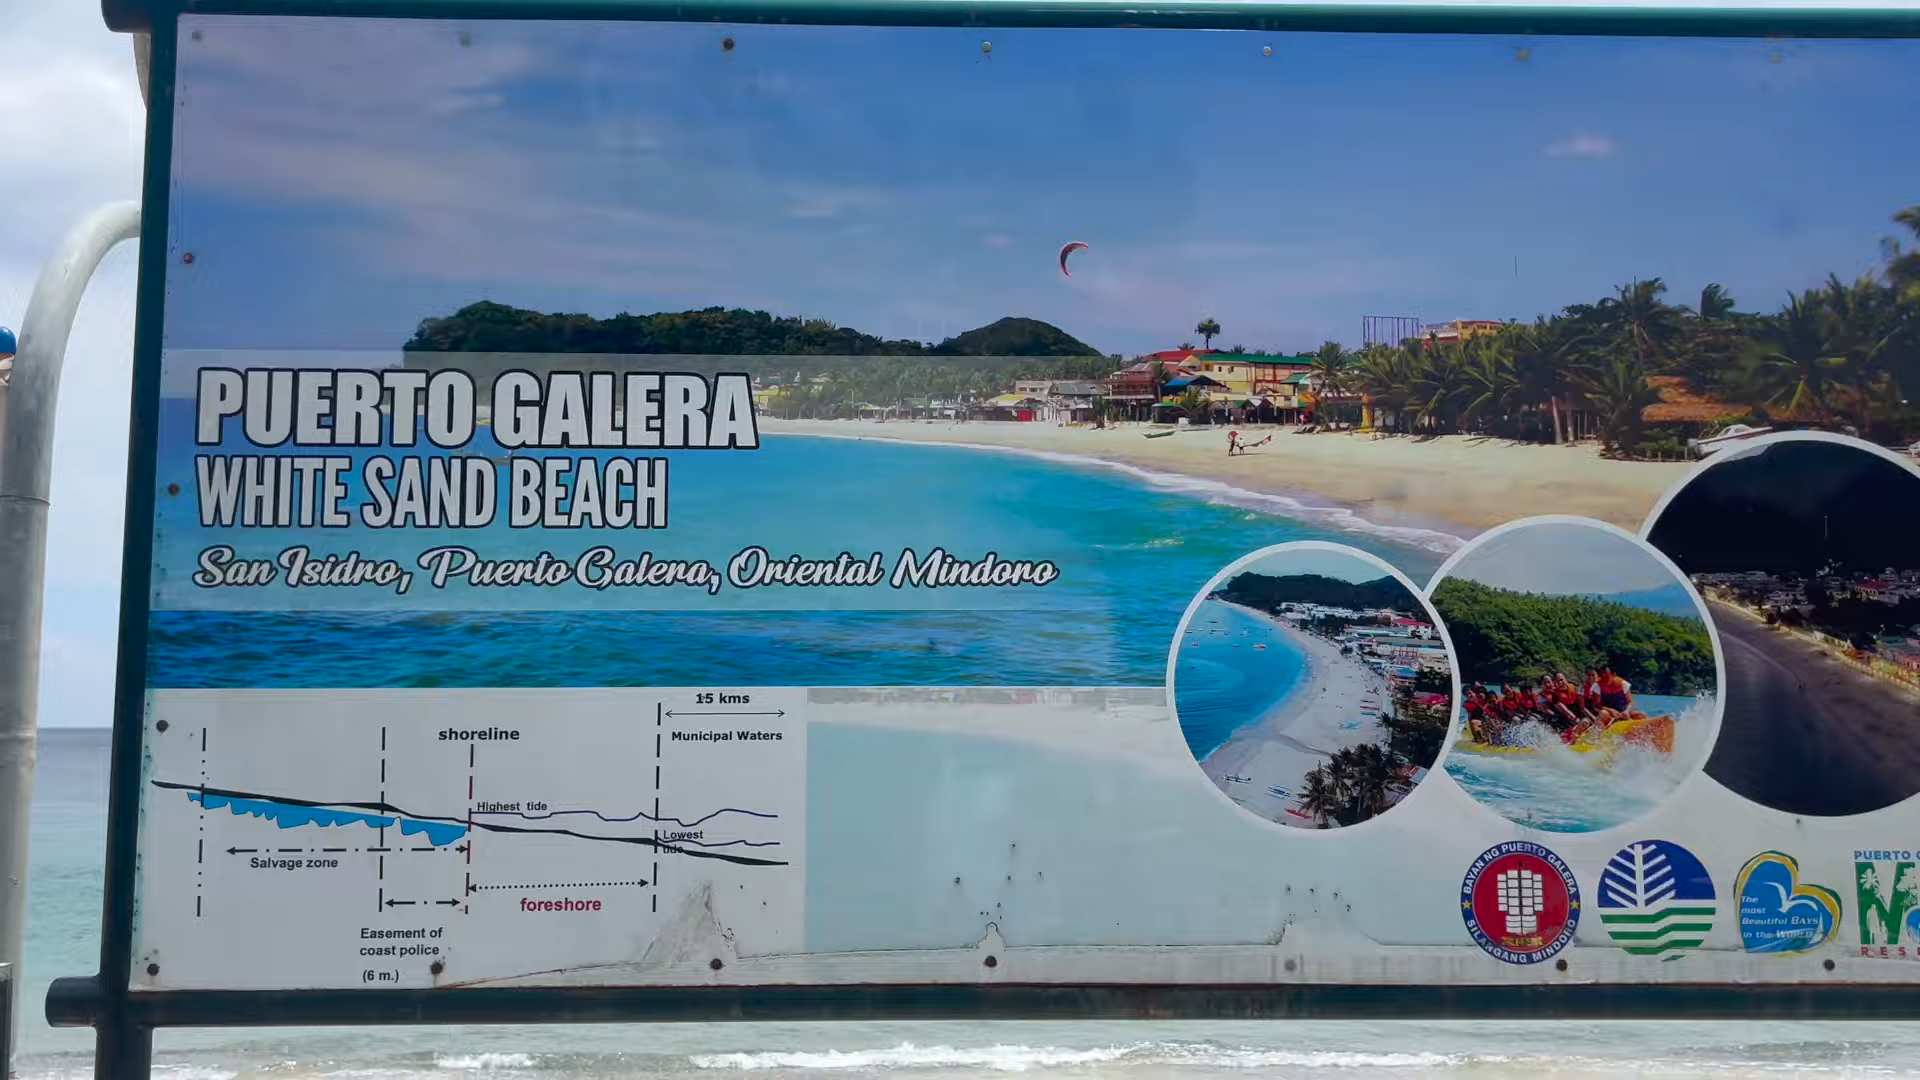 PUERTO GALERA
WHITE SAND BEACH
San Isidro, Puerto Galera, Oriental Mindoro
15 kms
Municipal Waters
shoreline
Highest tide
Lowest
tide
Salvage zone
foreshore
Easement of
coast police
(6 m.)
BAYAN NG PUERTO GALERA
SILANGANG MINDORO
The
most
Beautiful BAYS
in the WORLD
PUERTO